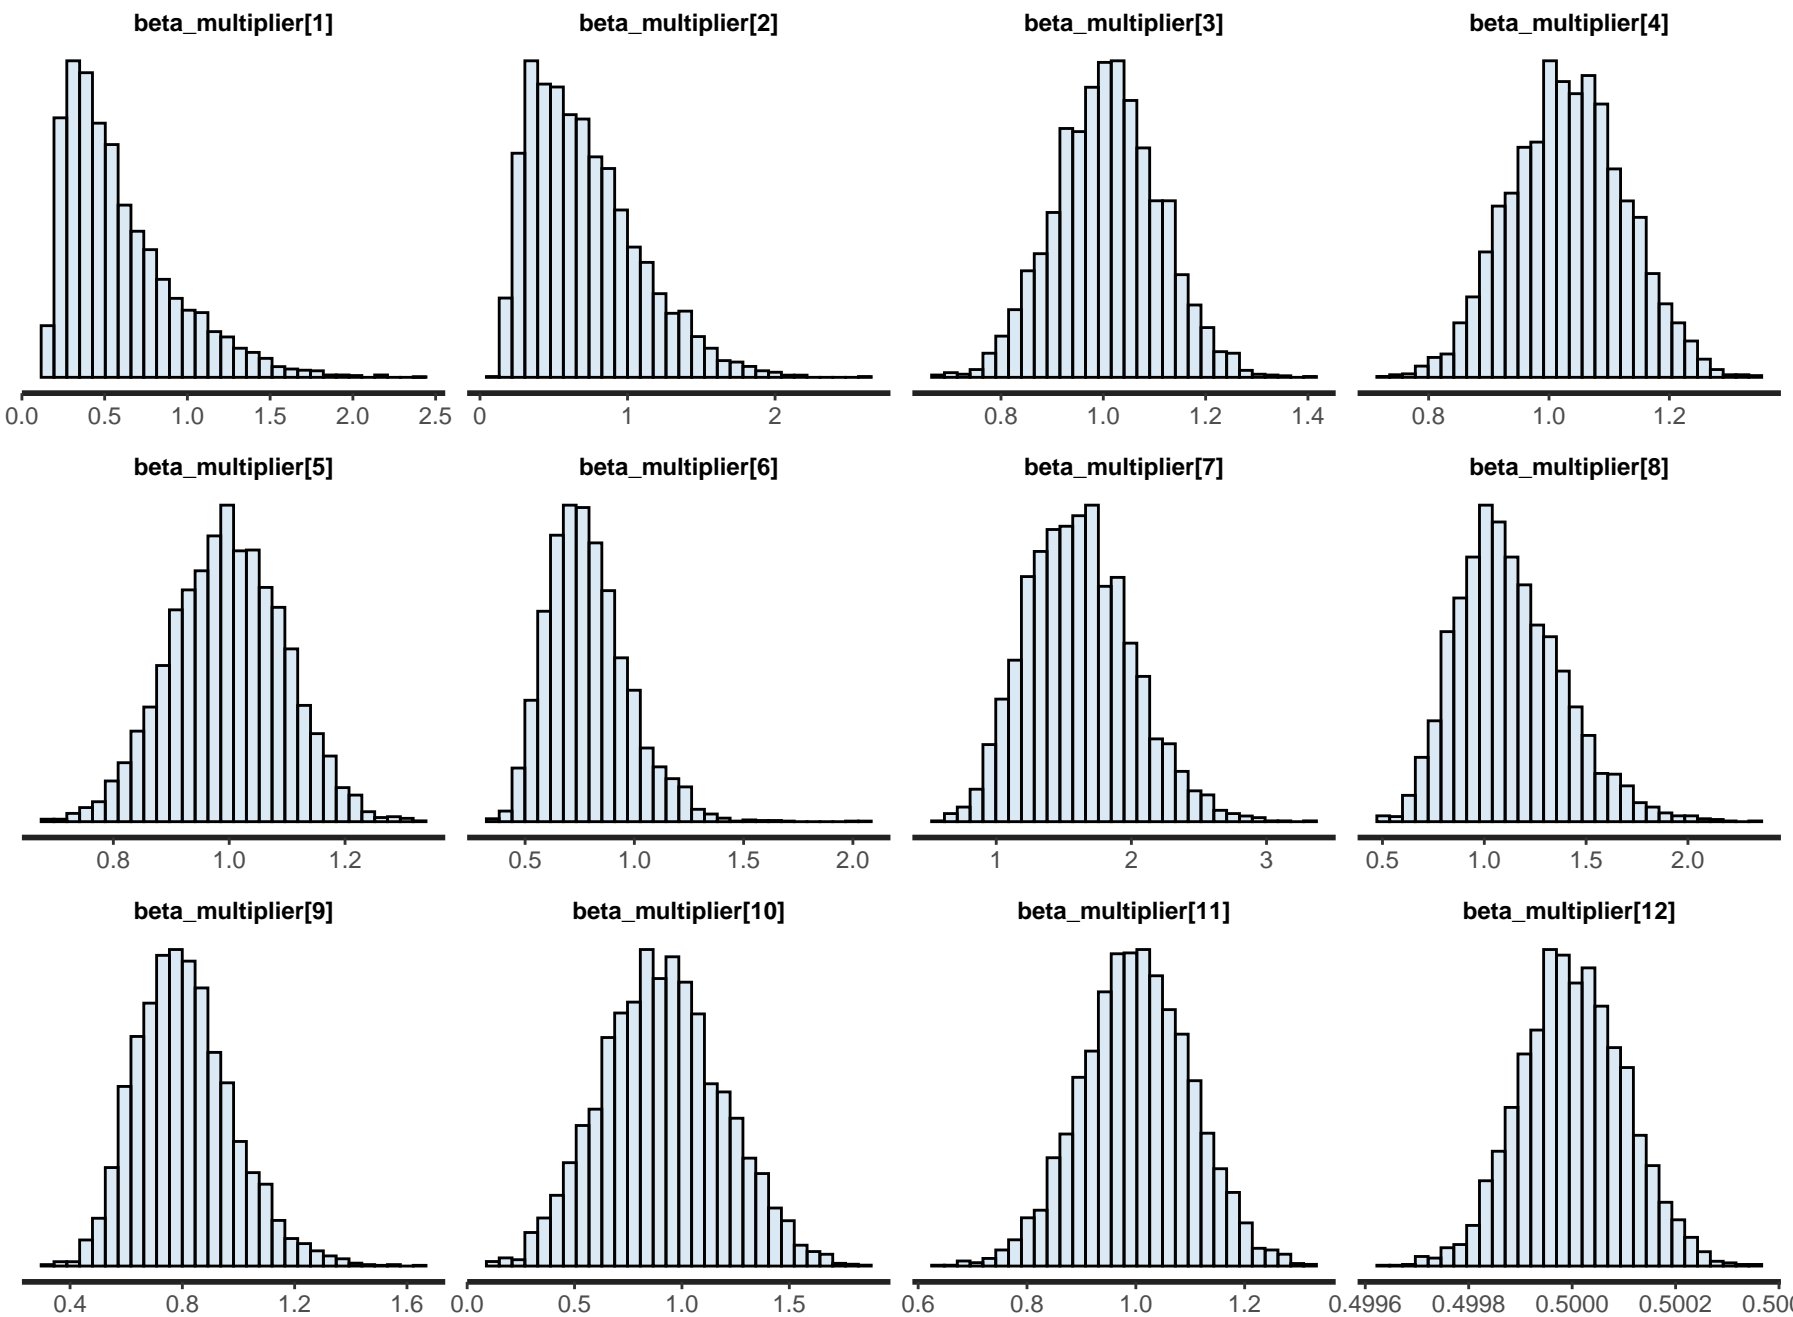 beta_multiplier[1] beta_multiplier[2] beta_multiplier[3] beta_multiplier[4]
0.0 0.5 1.0 1.5 2.0 2.5 0 1 2 0.8 1.0 1.2 1.4 0.8 1.0 1.2
beta_multiplier[5] beta_multiplier[6] beta_multiplier[7] beta_multiplier[8]
0.8 1.0 1.2 0.5 1.0 1.5 2.0 1 2 3 0.5 1.0 1.5 2.0
beta_multiplier[9] beta_multiplier[10] beta_multiplier[11] beta_multiplier[12]
0.4 0.8 1.2 1.6 0.0 0.5 1.0 1.5 0.6 0.8 1.0 1.2 0.4996 0.4998 0.5000 0.5002